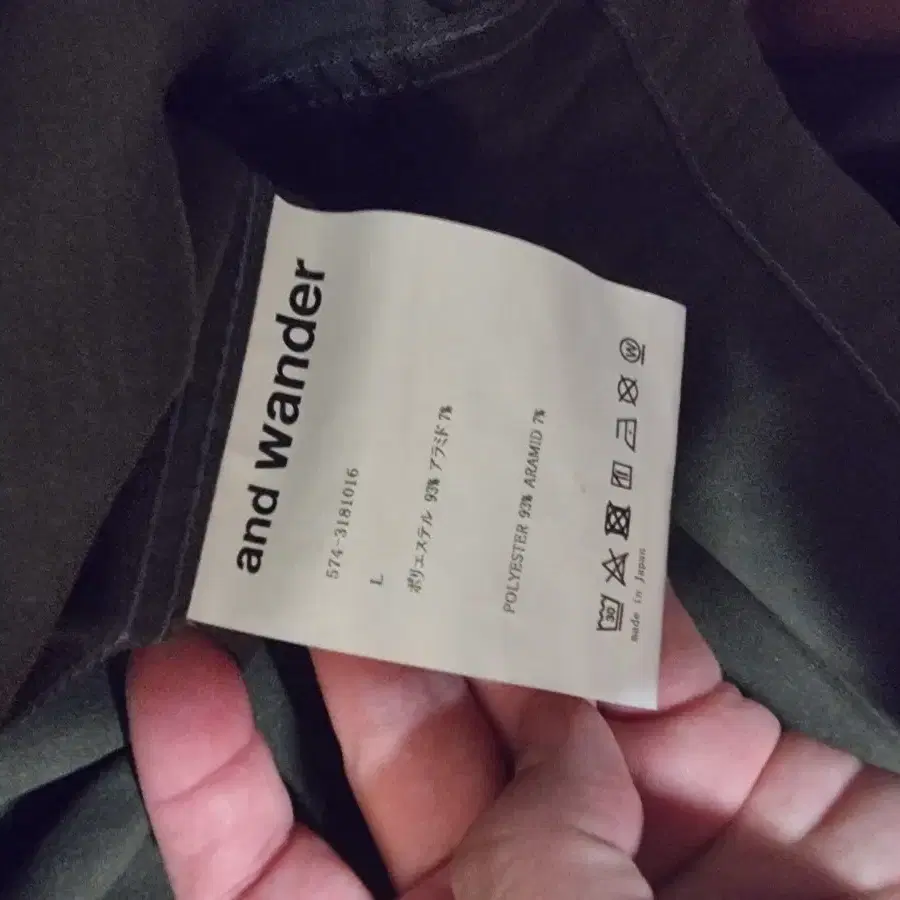 and wander
574-3181016
L
ポリエステル 93% アラミド 7%
POLYESTER 93% ARAMID 7%
30 W
made in Japan